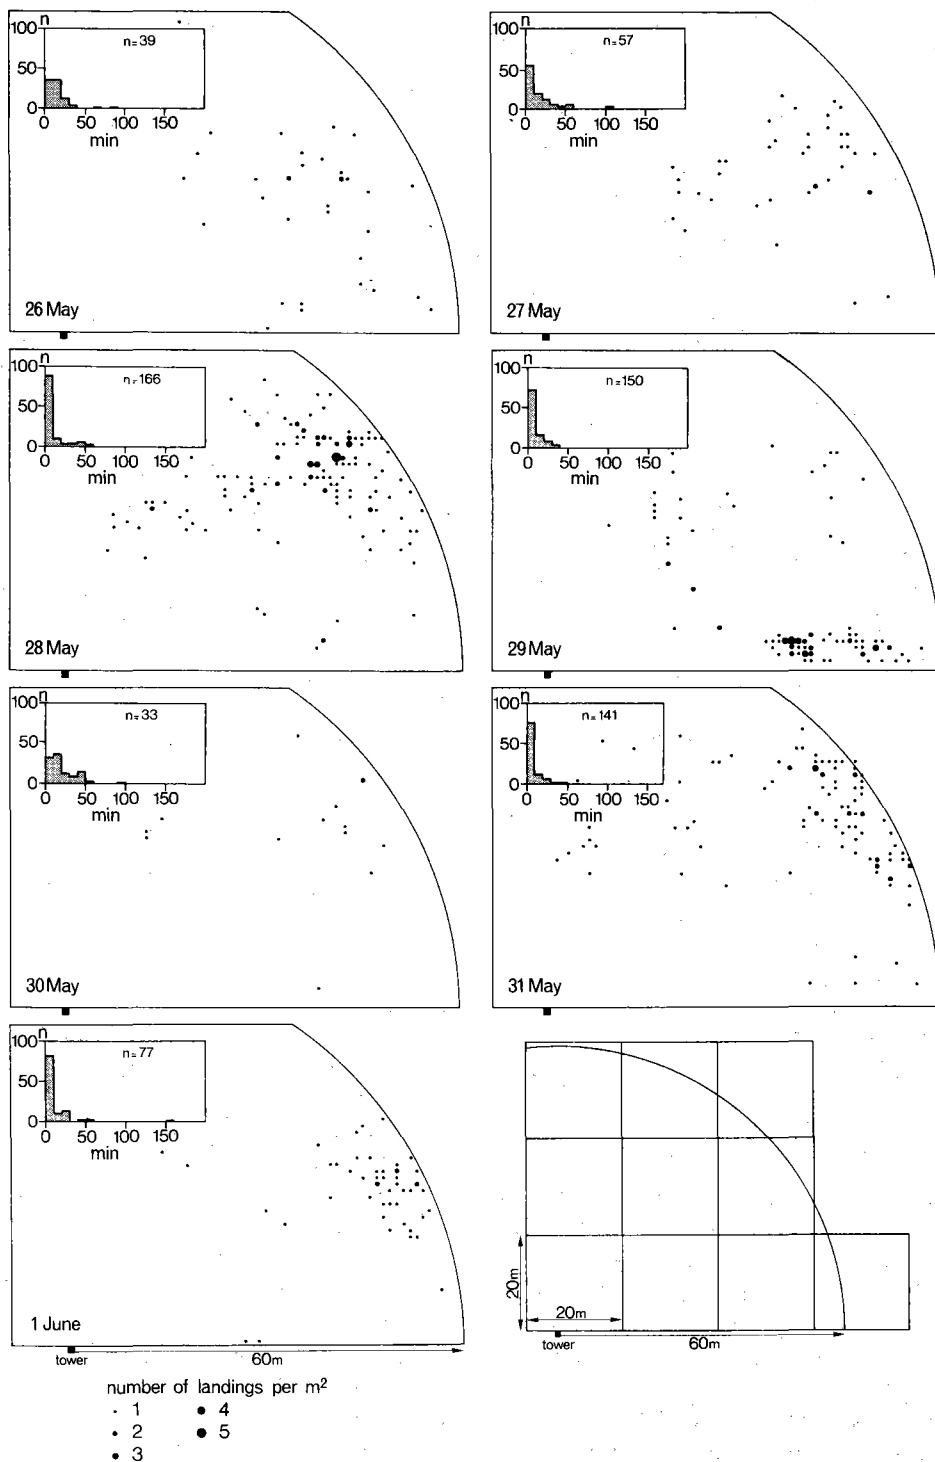 n
100
n=39
50
0
0 50 100 150
min
26 May
n
100
n=57
50
0
0 50 100 150
min
27 May
n
100
n=166
50
0
0 50 100 150
min
28 May
n
100
n=150
50
0
0 50 100 150
min
29 May
n
100
n=33
50
0
0 50 100 150
min
30 May
n
100
n=141
50
0
0 50 100 150
min
31 May
n
100
n=77
50
0
0 50 100 150
min
1 June
tower 60m
20m
20m
tower 60m
number of landings per m²
1 4
2 5
3